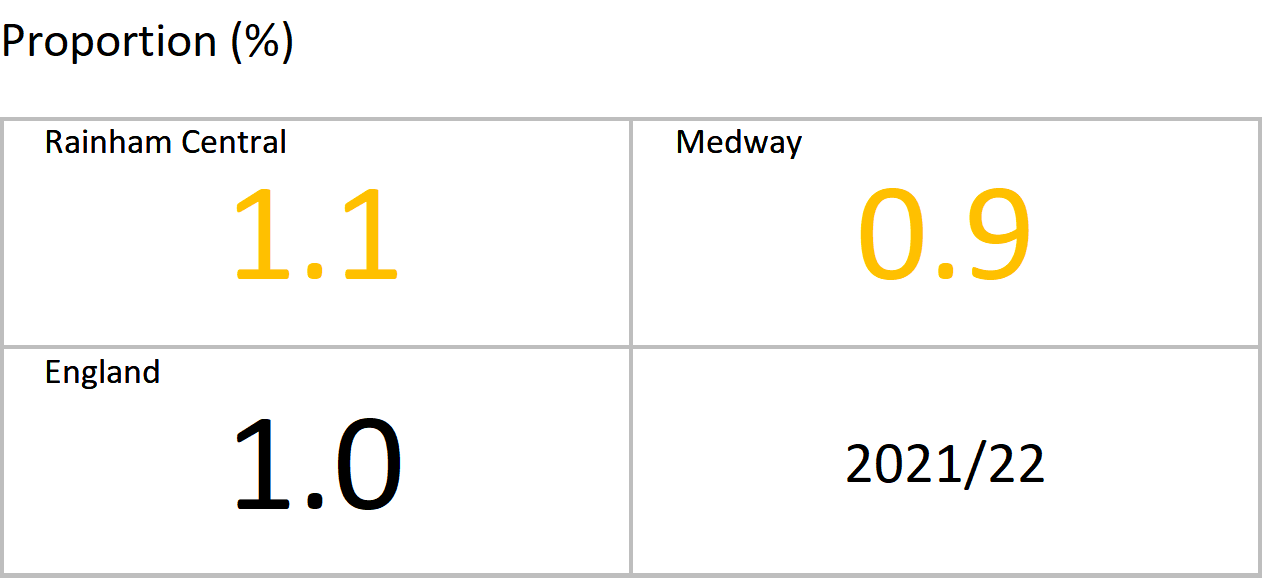 Proportion (%)
Rainham Central
1.1
Medway
0.9
England
1.0
2021/22